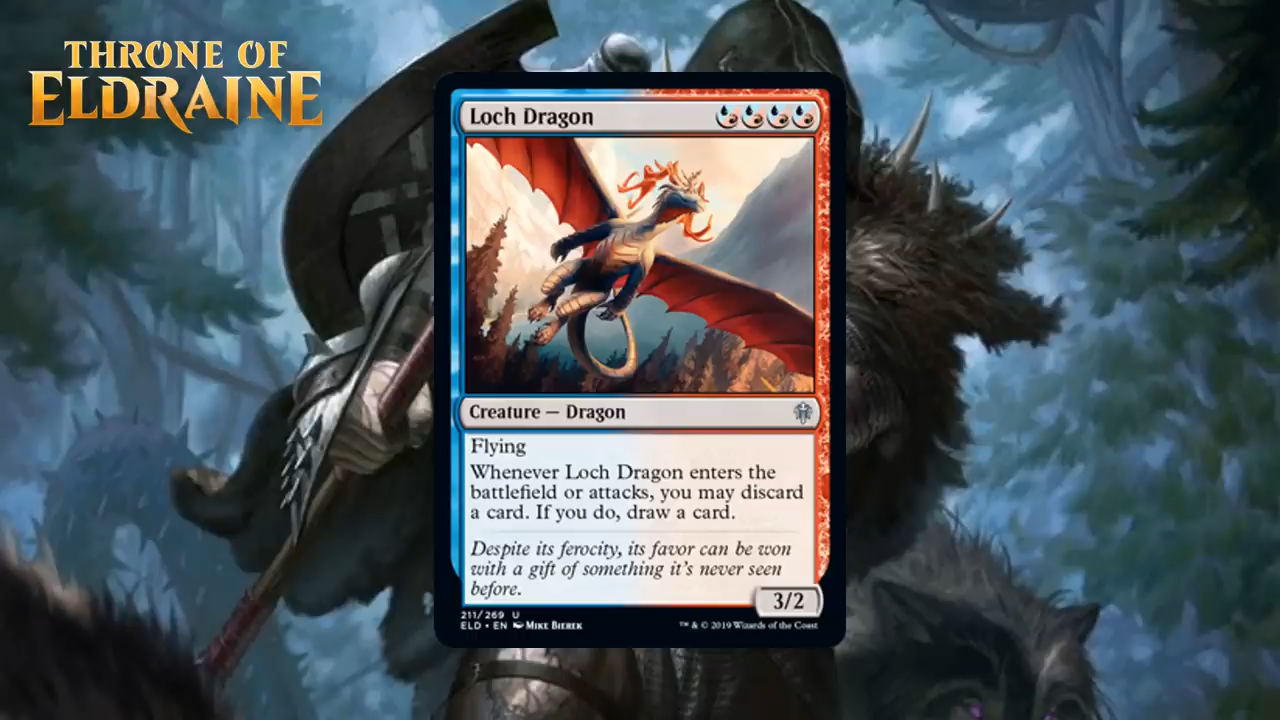 THRONE OF
ELDRAINE
Loch Dragon
Creature — Dragon
Flying
Whenever Loch Dragon enters the
battlefield or attacks, you may discard
a card. If you do, draw a card.
Despite its ferocity, its favor can be won
with a gift of something it's never seen
before.
3/2
211/269 U
ELD • EN Mike Bierek
™ & © 2019 Wizards of the Coast